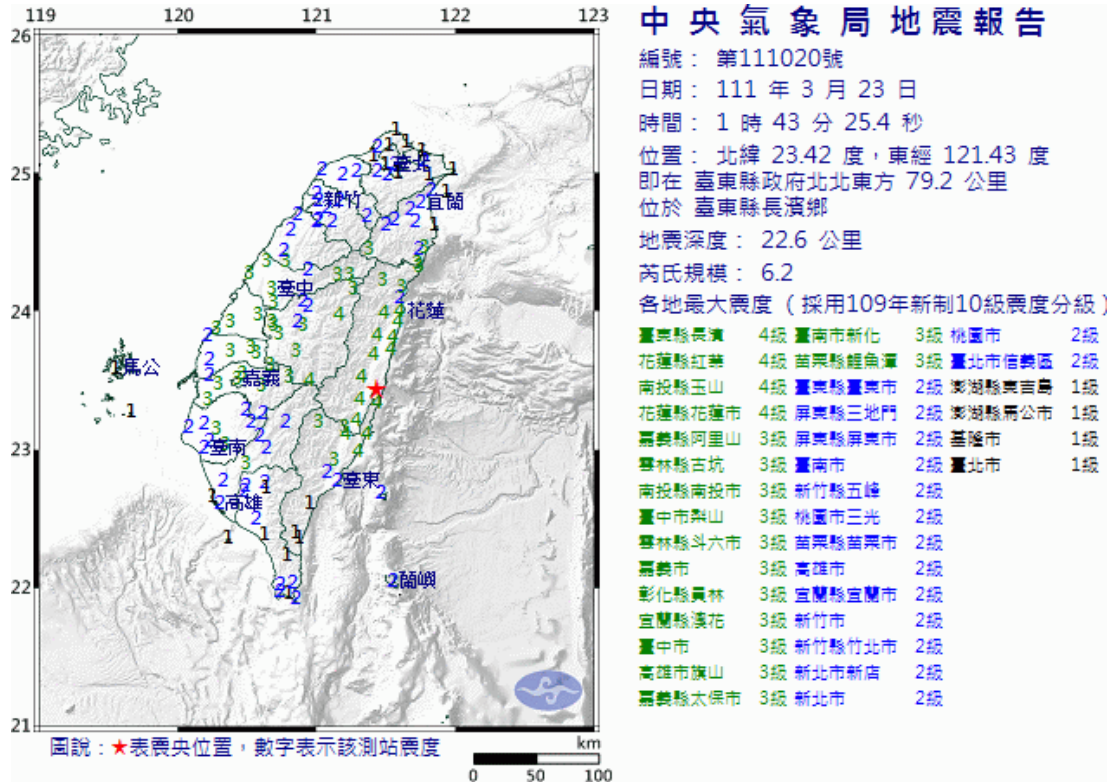 中央氣象局地震報告
編號： 第111020號
日期： 111 年 3 月 23 日
時間： 1 時 43 分 25.4 秒
位置： 北緯 23.42 度，東經 121.43 度
即在 臺東縣政府北北東方 79.2 公里
位於 臺東縣長濱鄉
地震深度： 22.6 公里
芮氏規模： 6.2
各地最大震度（採用109年新制10級震度分級）
臺東縣長濱 4級 臺南市新化 3級 桃園市 2級
花蓮縣紅葉 4級 苗栗縣鯉魚潭 3級 臺北市信義區 2級
南投縣玉山 4級 臺東縣臺東市 2級 澎湖縣東吉島 1級
花蓮縣花蓮市 4級 屏東縣三地門 2級 澎湖縣馬公市 1級
嘉義縣阿里山 3級 屏東縣屏東市 2級 基隆市 1級
雲林縣古坑 3級 臺南市 2級 臺北市 1級
南投縣南投市 3級 新竹縣五峰 2級
臺中市梨山 3級 桃園市三光 2級
雲林縣斗六市 3級 苗栗縣苗栗市 2級
嘉義市 3級 高雄市 2級
彰化縣員林 3級 宜蘭縣宜蘭市 2級
宜蘭縣澳花 3級 新竹市 2級
臺中市 3級 新竹縣竹北市 2級
高雄市旗山 3級 新北市新店 2級
嘉義縣太保市 3級 新北市 2級
119 120 121 122 123
26
25
24
23
22
21
臺北
新竹
宜蘭
臺中
花蓮
馬公
嘉義
臺南
臺東
高雄
蘭嶼
圖說：★表震央位置，數字表示該測站震度
km
0 50 100